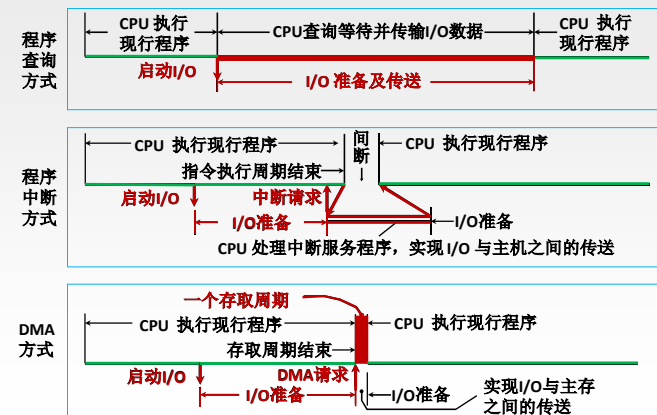 程序
查询
方式
CPU 执行
现行程序
CPU查询等待并传输I/O数据
CPU 执行
现行程序
启动I/O
I/O 准备及传送
程序
中断
方式
CPU 执行现行程序
间
断
CPU 执行现行程序
指令执行周期结束
启动I/O
中断请求
I/O准备
I/O准备
CPU 处理中断服务程序，实现 I/O 与主机之间的传送
DMA
方式
一个存取周期
CPU 执行现行程序
CPU 执行现行程序
存取周期结束
启动I/O
DMA请求
I/O准备
I/O准备
实现I/O与主存
之间的传送